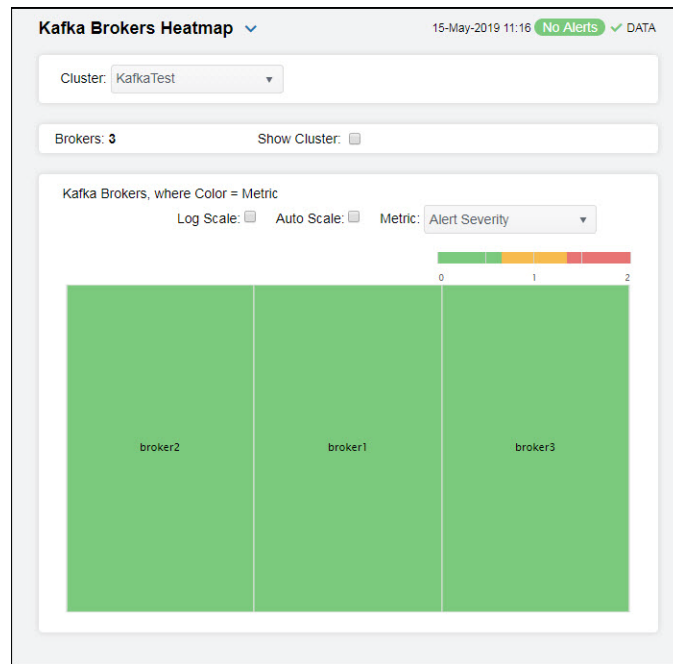 Kafka Brokers Heatmap 15-May-2019 11:16 No Alerts DATA
Cluster: KafkaTest
Brokers: 3 Show Cluster:
Kafka Brokers, where Color = Metric
Log Scale: Auto Scale: Metric: Alert Severity
0 1 2
broker2 broker1 broker3